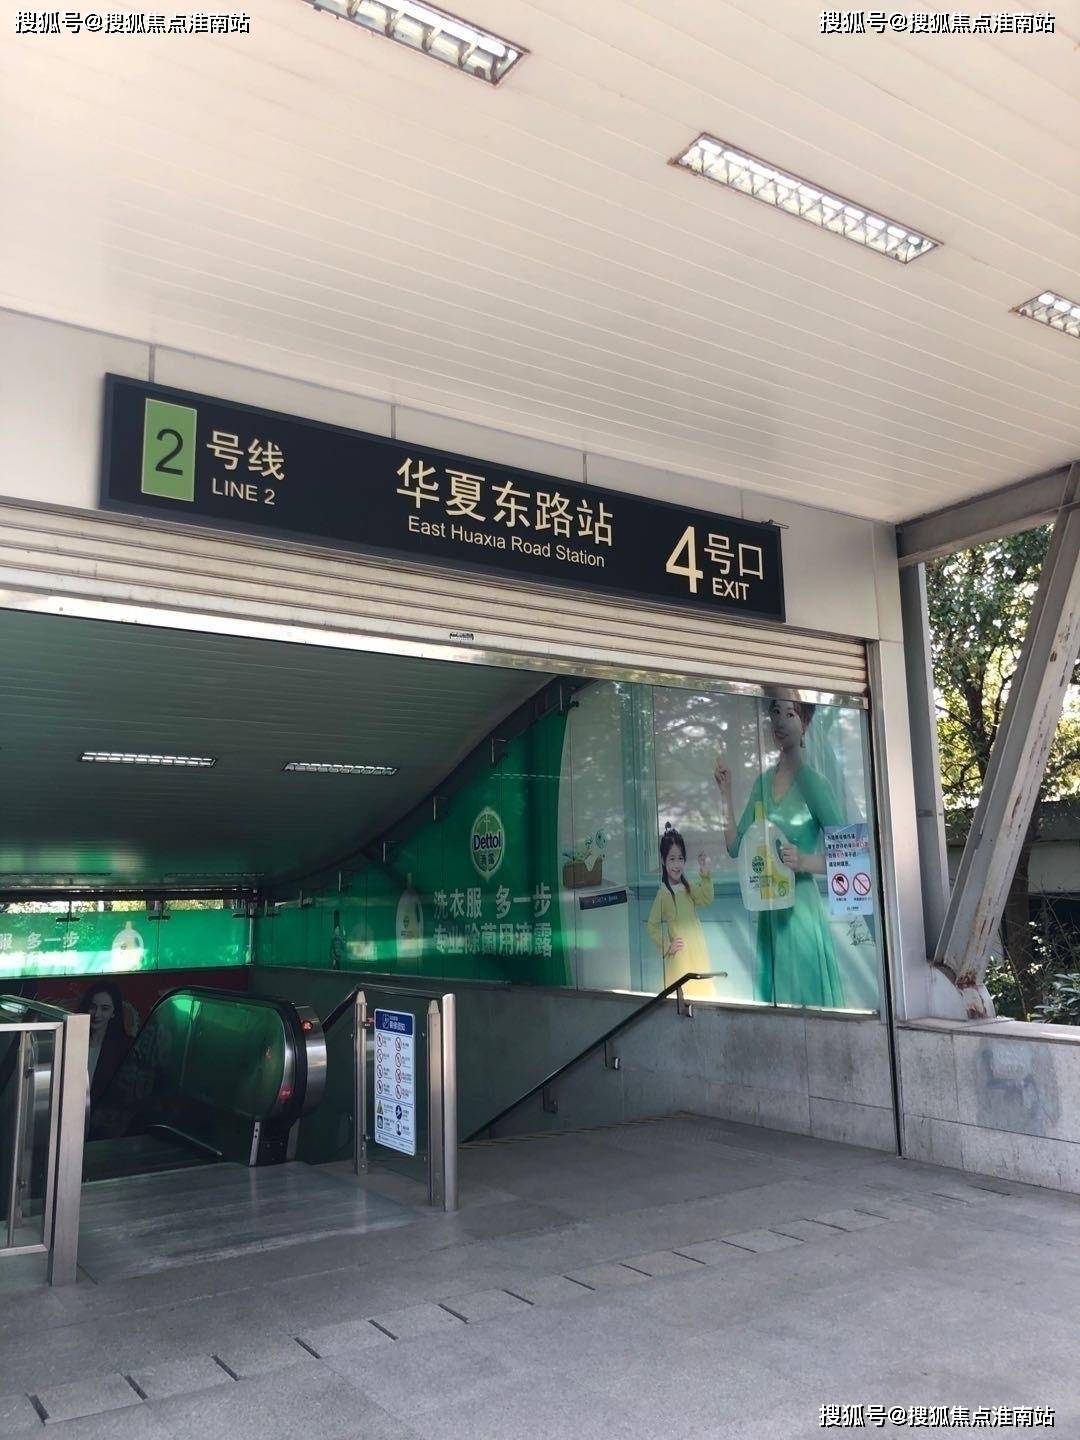 搜狐号@搜狐焦点淮南站
搜狐号@搜狐焦点淮南站
2
号线
LINE 2
华夏东路站
East Huaxia Road Station
4
号口
EXIT
Dettol
滴露
洗衣服 多一步
专业除菌用滴露
服 多一步
搜狐号@搜狐焦点淮南站